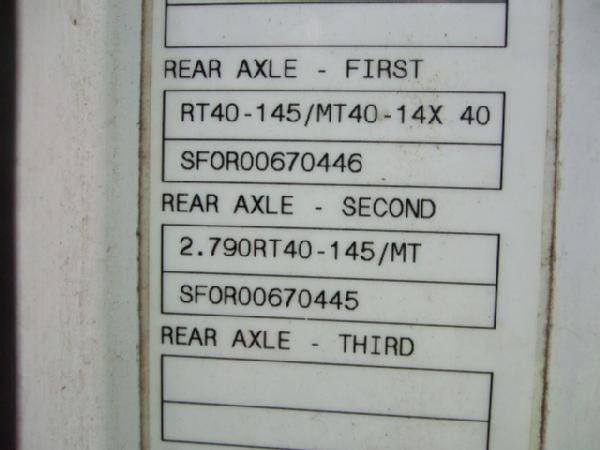 REAR AXLE - FIRST
RT40-145/MT40-14X 40
SFOR00670446
REAR AXLE - SECOND
2.790RT40-145/MT
SFOR00670445
REAR AXLE - THIRD